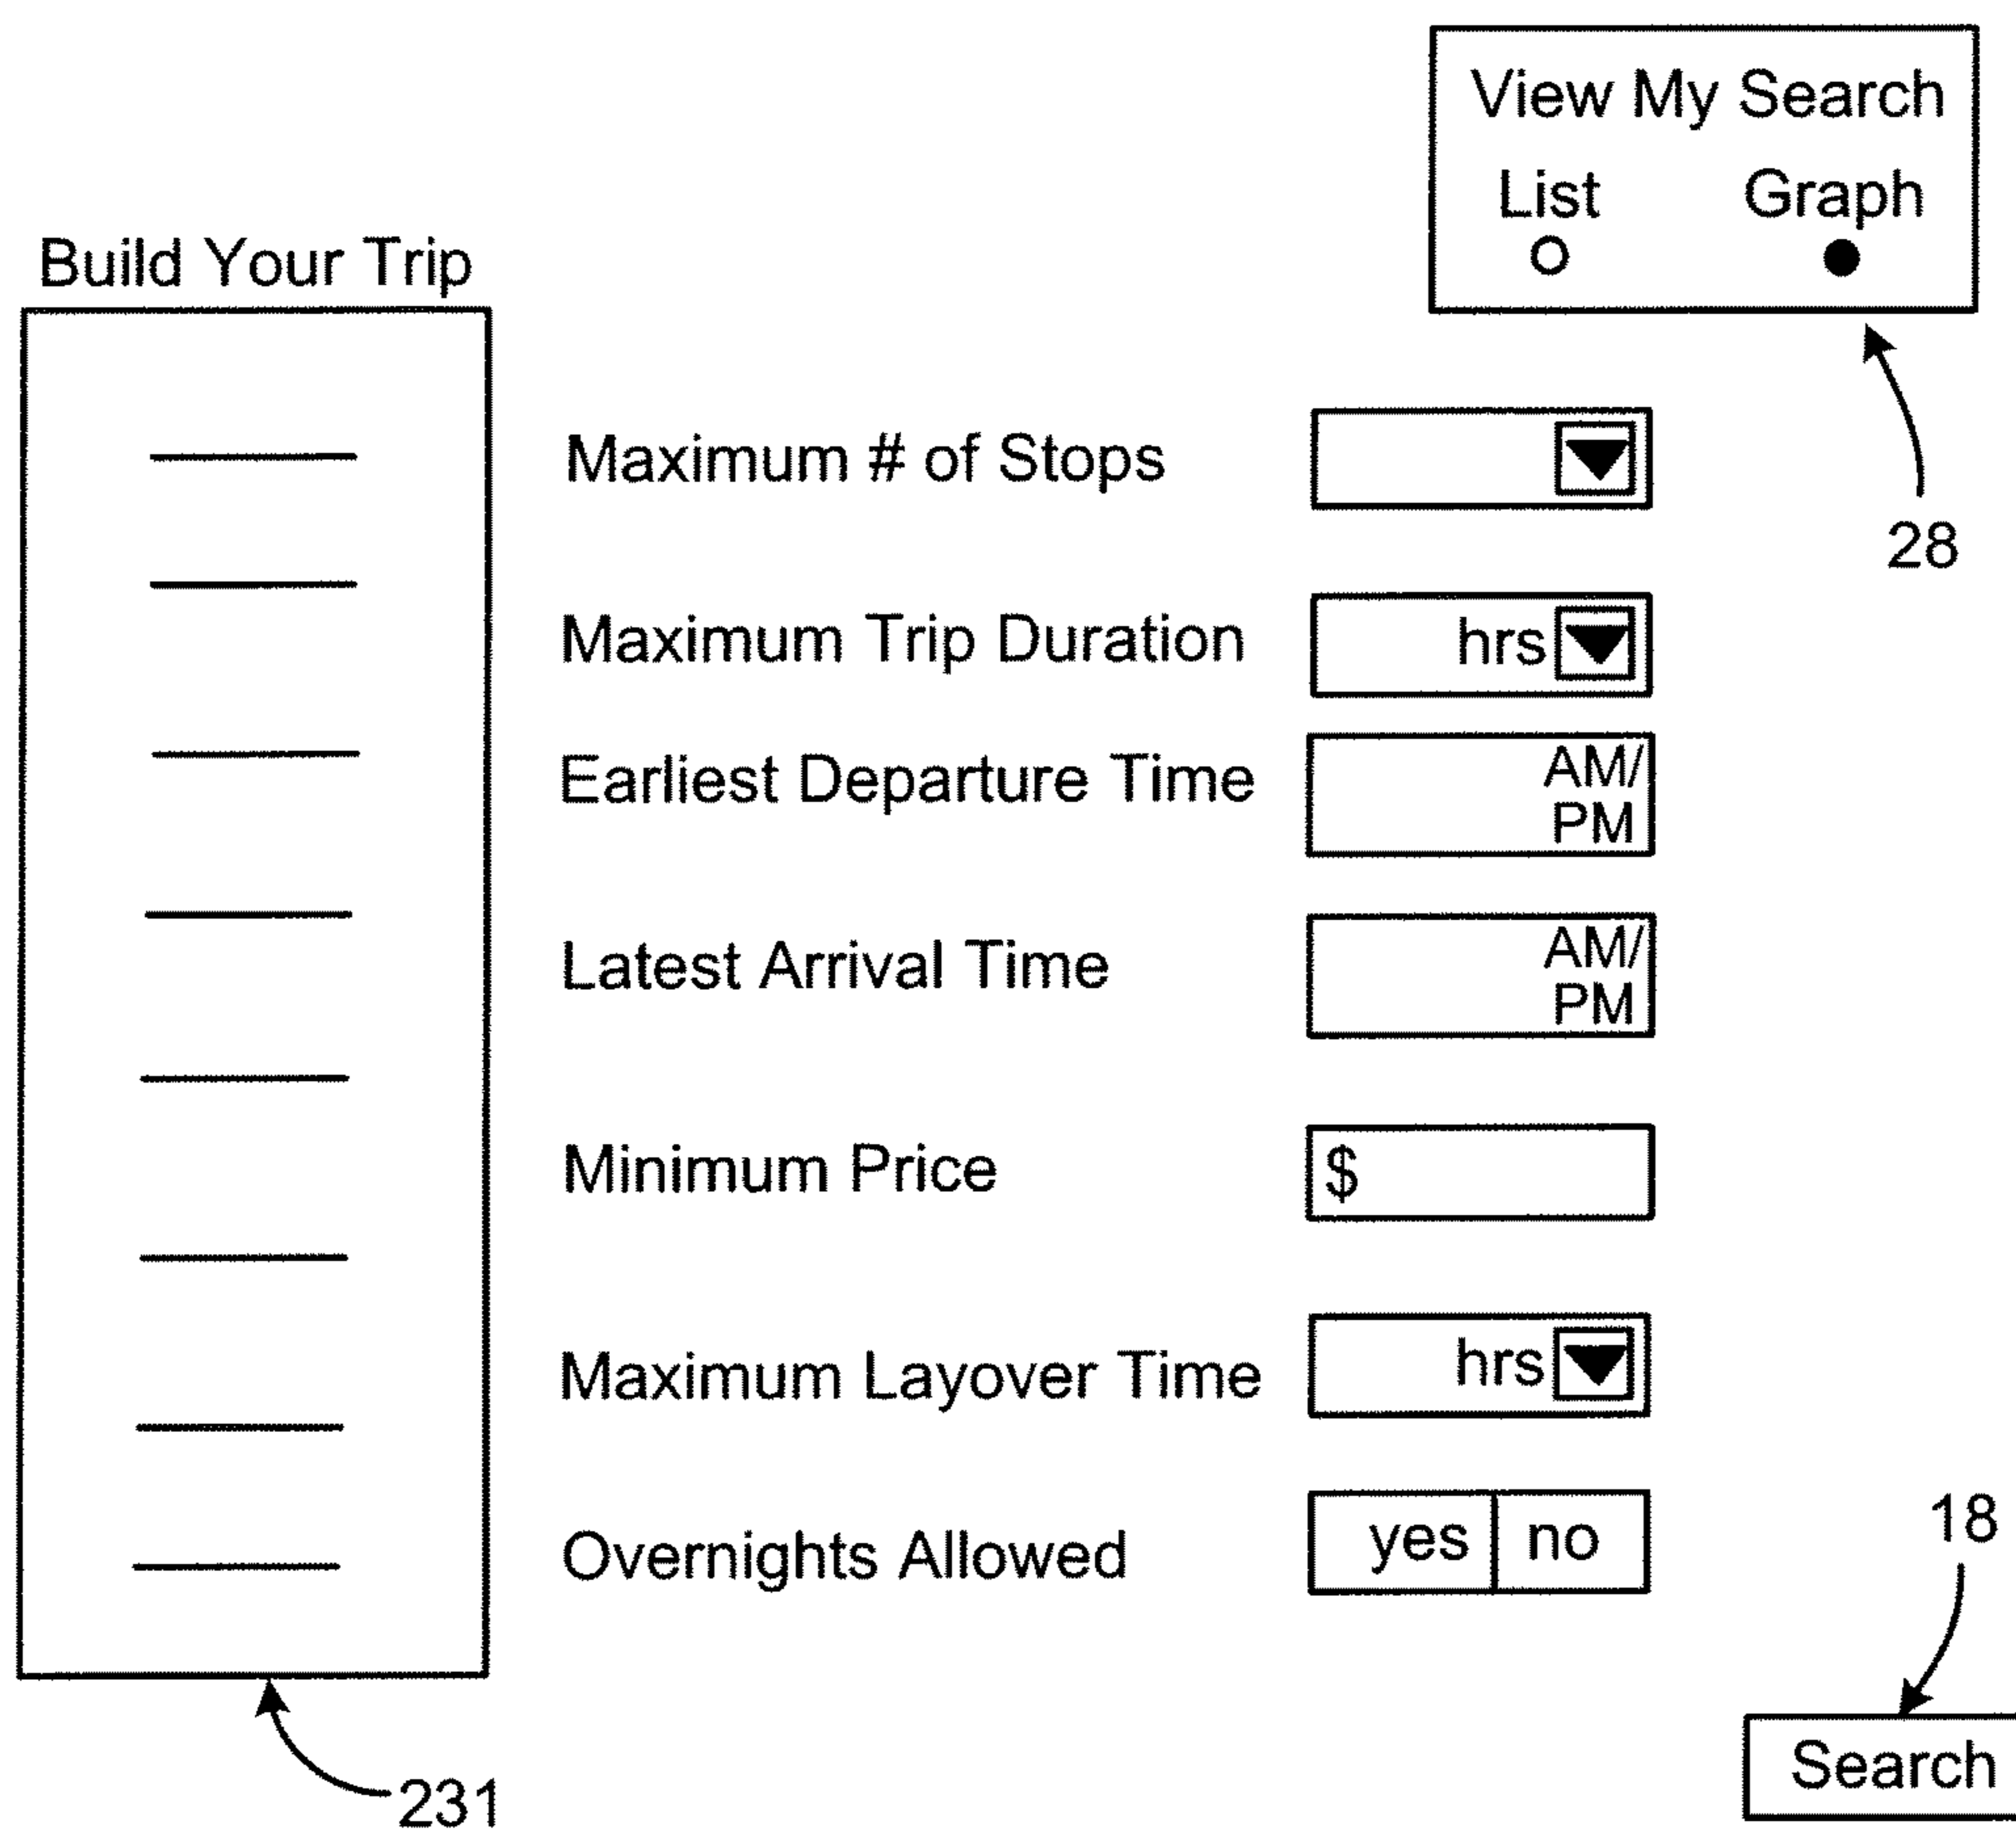 View My Search
List Graph
Build Your Trip
28
Maximum # of Stops
Maximum Trip Duration hrs
Earliest Departure Time AM/
PM
Latest Arrival Time AM/
PM
Minimum Price $
Maximum Layover Time hrs
Overnights Allowed yes no
18
Search
231